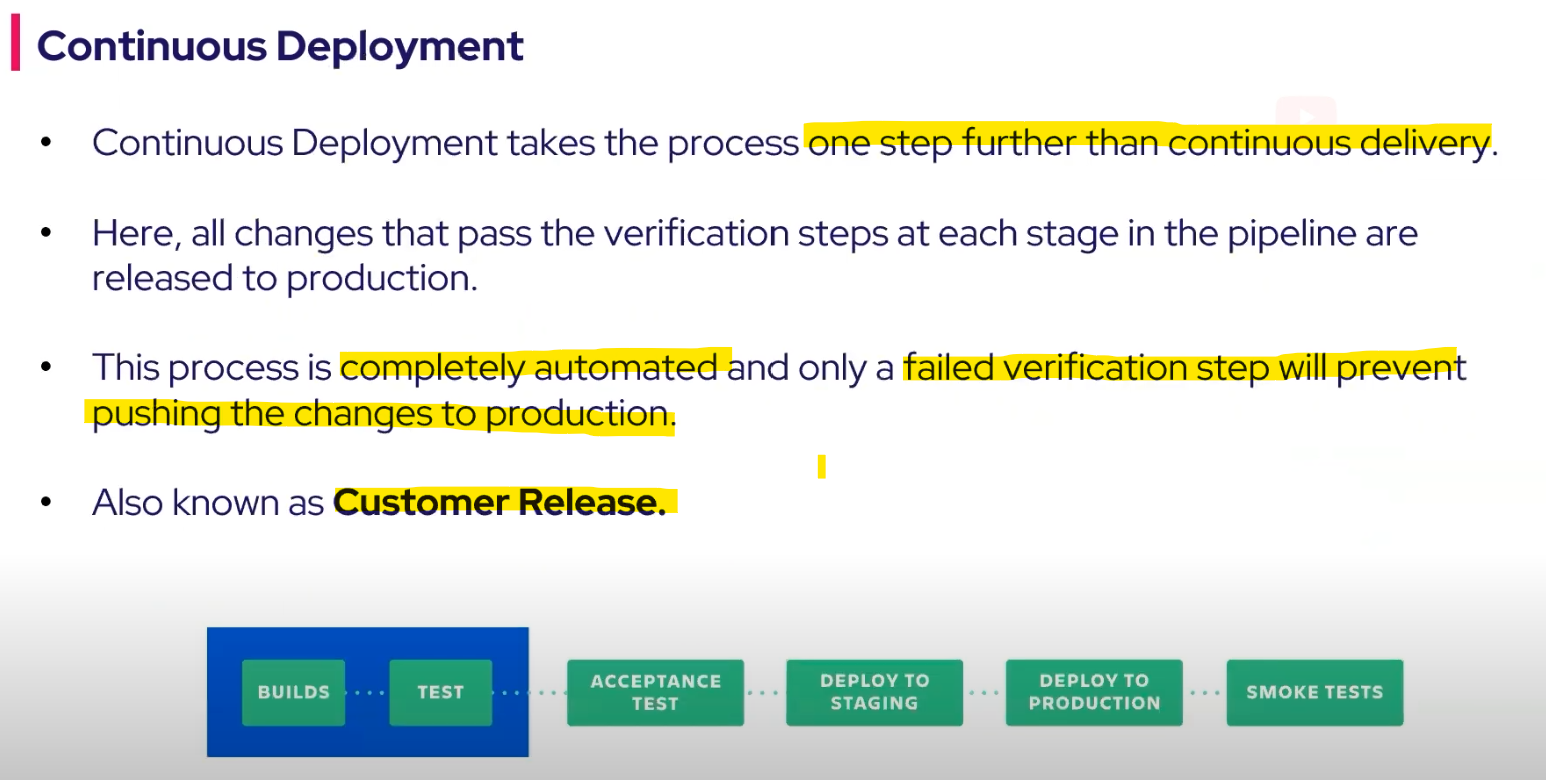 Continuous Deployment
• Continuous Deployment takes the process one step further than continuous delivery.
• Here, all changes that pass the verification steps at each stage in the pipeline are
released to production.
• This process is completely automated and only a failed verification step will prevent
pushing the changes to production.
• Also known as Customer Release.
BUILDS
TEST
ACCEPTANCE
TEST
DEPLOY TO
STAGING
DEPLOY TO
PRODUCTION
SMOKE TESTS